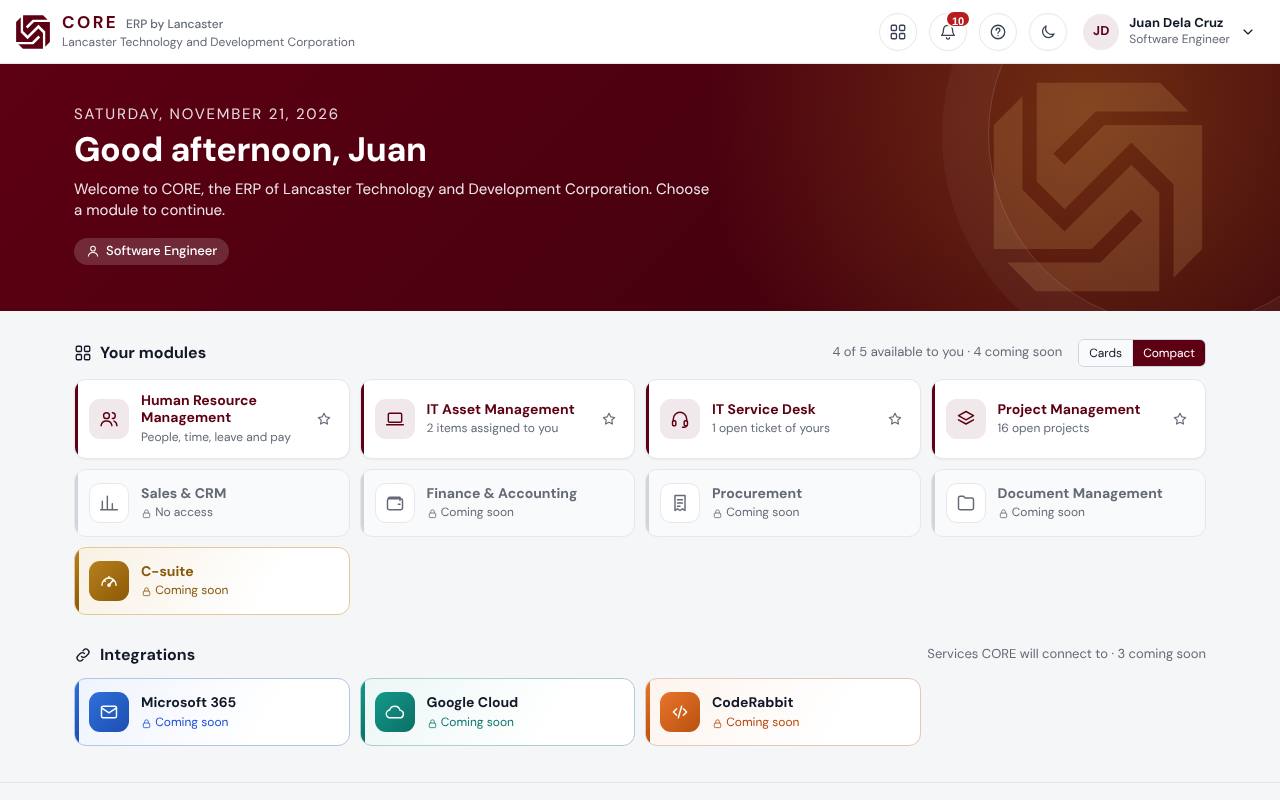 CORE ERP by Lancaster
Lancaster Technology and Development Corporation
10
JD
Juan Dela Cruz
Software Engineer
SATURDAY, NOVEMBER 21, 2026
Good afternoon, Juan
Welcome to CORE, the ERP of Lancaster Technology and Development Corporation. Choose
a module to continue.
Software Engineer
Your modules
4 of 5 available to you · 4 coming soon
Cards
Compact
Human Resource
Management
People, time, leave and pay
IT Asset Management
2 items assigned to you
IT Service Desk
1 open ticket of yours
Project Management
16 open projects
Sales & CRM
No access
Finance & Accounting
Coming soon
Procurement
Coming soon
Document Management
Coming soon
C-suite
Coming soon
Integrations
Services CORE will connect to · 3 coming soon
Microsoft 365
Coming soon
Google Cloud
Coming soon
CodeRabbit
Coming soon